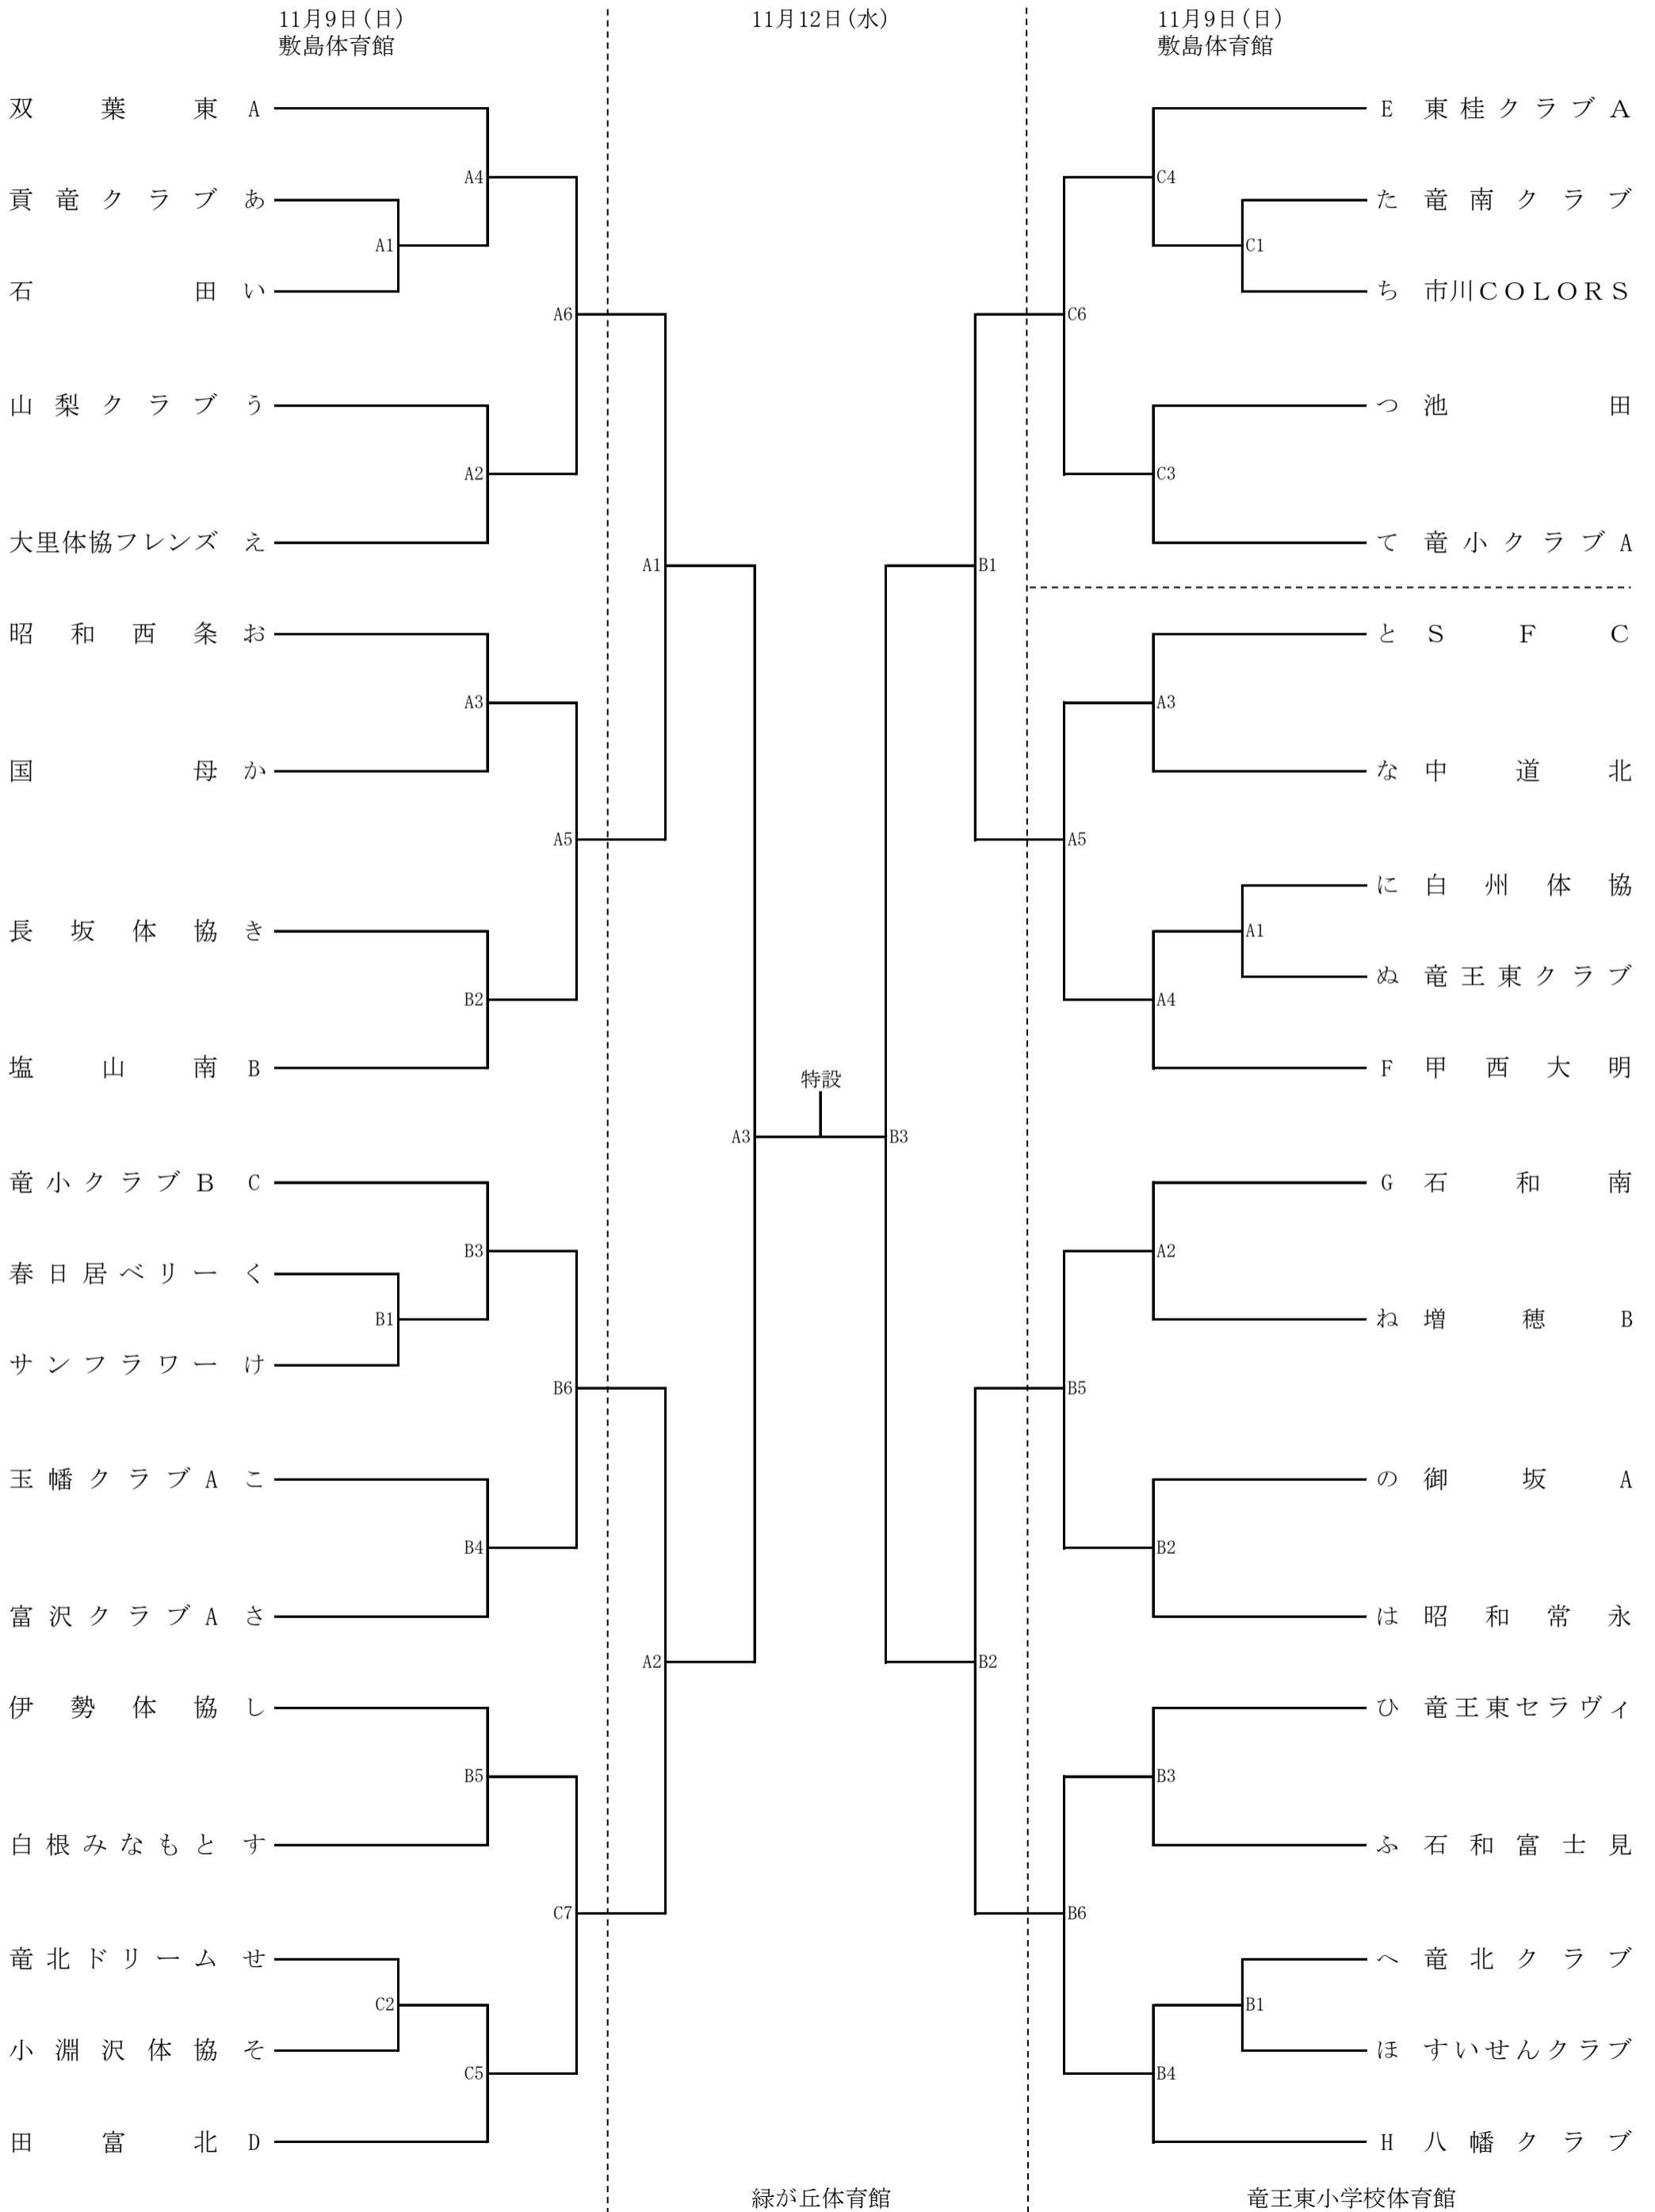 11月9日(日)
敷島体育館
11月12日(水)
11月9日(日)
敷島体育館
双葉東 A
A4
貢竜クラブ あ
A1
石田 い
A6
山梨クラブ う
A2
大里体協フレンズ え
A1
昭和西条 お
A3
国母 か
A5
長坂体協 き
B2
塩山南 B
特設
A3
B3
竜小クラブB C
B3
春日居ベリー く
B1
サンフラワー け
B6
玉幡クラブA こ
B4
富沢クラブA さ
A2
伊勢体協 し
B5
白根みなもと す
C7
竜北ドリーム せ
C2
小淵沢体協 そ
C5
田富北 D
E 東桂クラブA
C4
た 竜南クラブ
C1
ち 市川COLORS
C6
つ 池田
C3
て 竜小クラブA
B1
と SFC
A3
な 中道北
A5
に 白州体協
A1
ぬ 竜王東クラブ
A4
F 甲西大明
G 石和南
A2
ね 増穂B
B5
の 御坂A
B2
は 昭和常永
B2
ひ 竜王東セラヴィ
B3
ふ 石和富士見
B6
へ 竜北クラブ
B1
ほ すいせんクラブ
B4
H 八幡クラブ
緑が丘体育館
竜王東小学校体育館